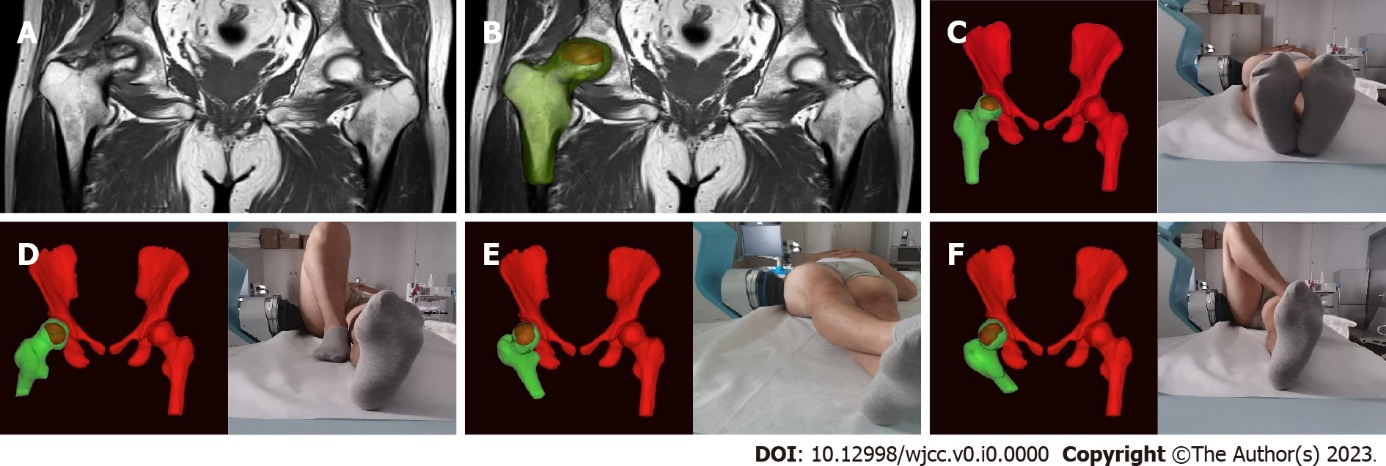 A
B
C
D
E
F
DOI: 10.12998/wjcc.v0.i0.0000 Copyright ©The Author(s) 2023.